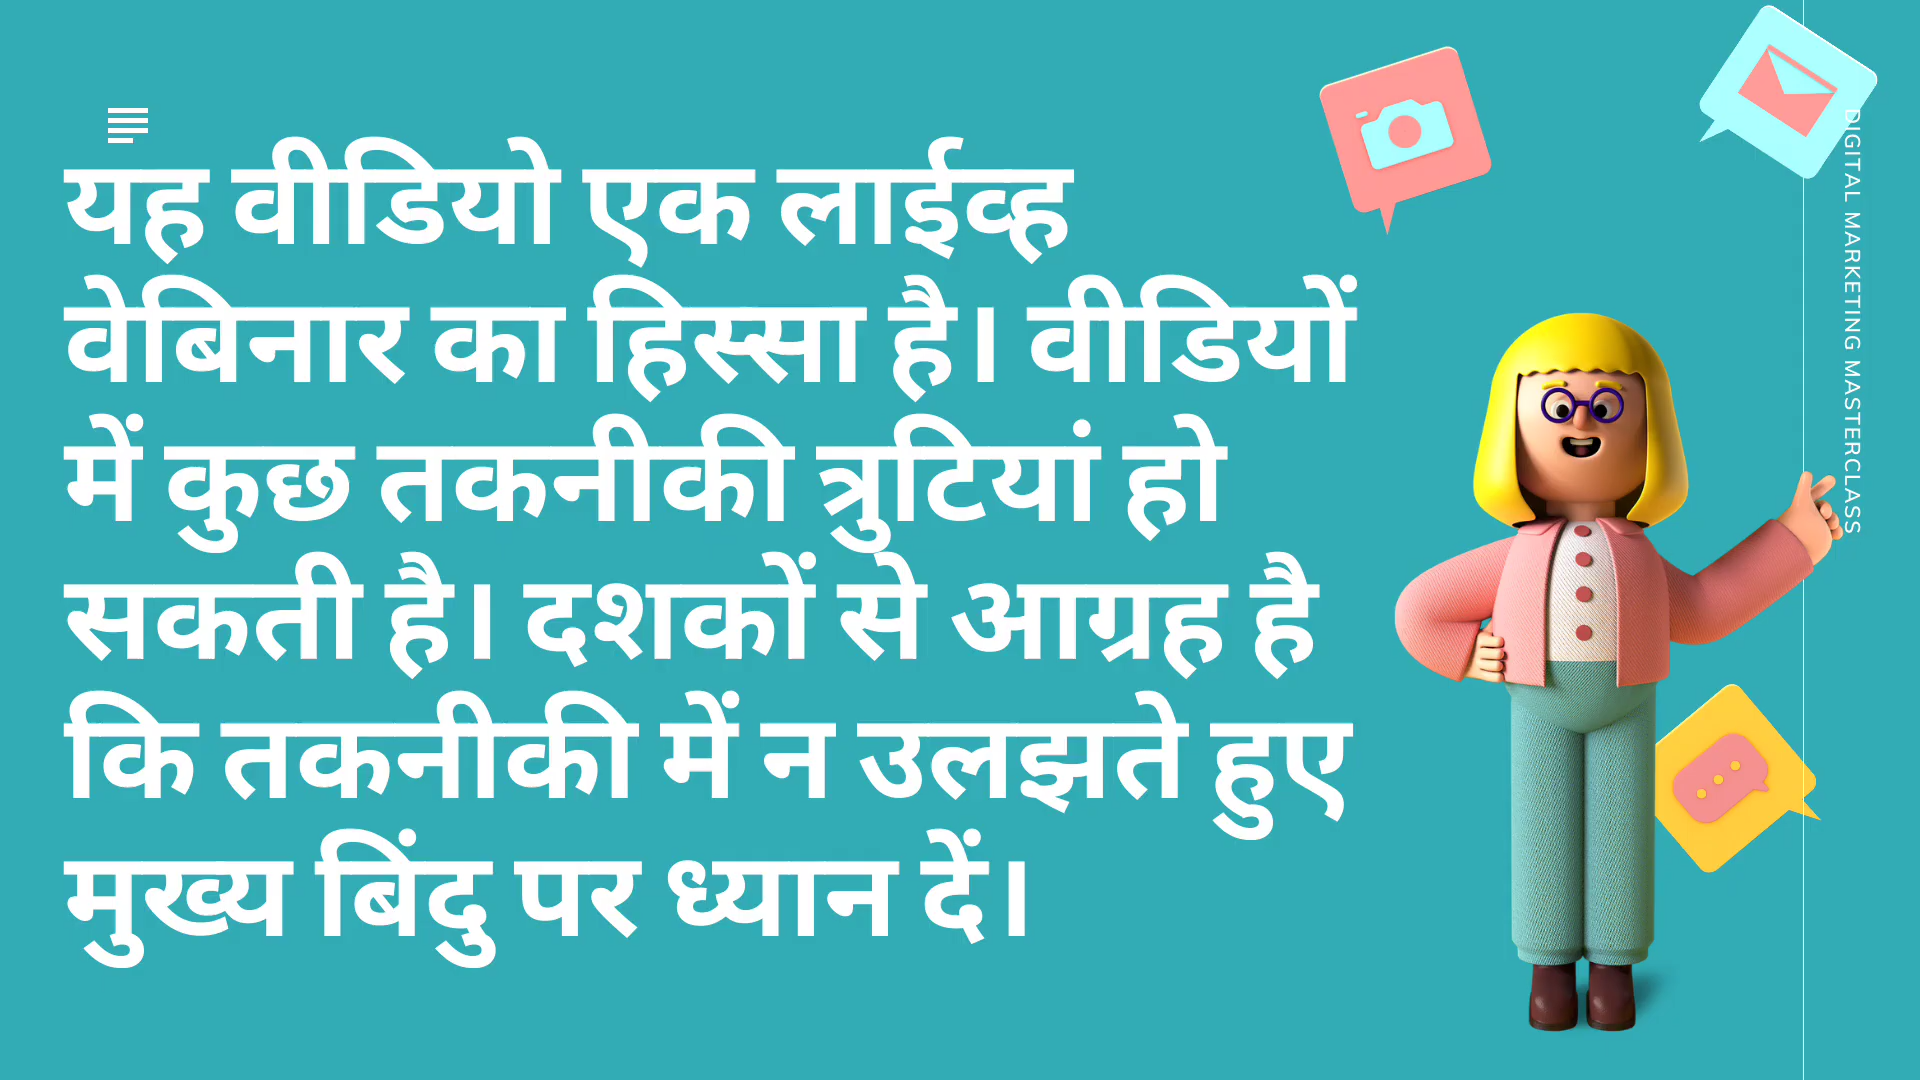 यह वीडियो एक लाईव्ह
वेबिनार का हिस्सा है। वीडियों
में कुछ तकनीकी त्रुटियां हो
सकती है। दशकों से आग्रह है
कि तकनीकी में न उलझते हुए
मुख्य बिंदु पर ध्यान दें।
DIGITAL MARKETING MASTERCLASS